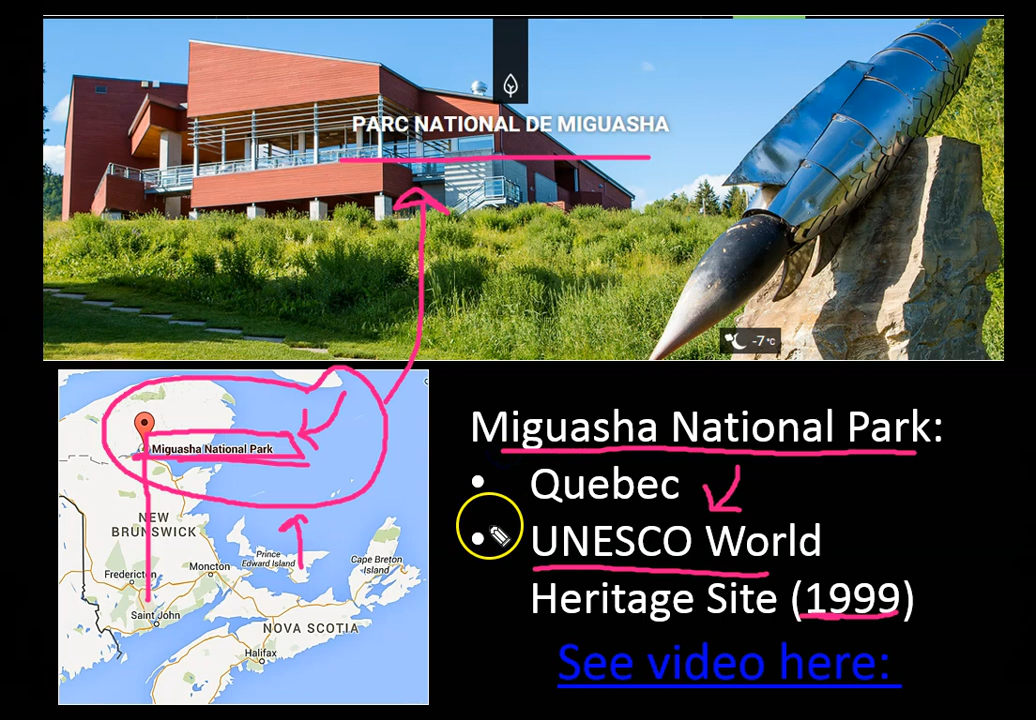 PARC NATIONAL DE MIGUASHA
-7°C
Miguasha National Park
NEW
BRUNSWICK
Prince
Edward Island
Cape Breton
Island
Moncton
Fredericton
Saint John
NOVA SCOTIA
Halifax
Miguasha National Park:
• Quebec
• UNESCO World
Heritage Site (1999)
See video here: